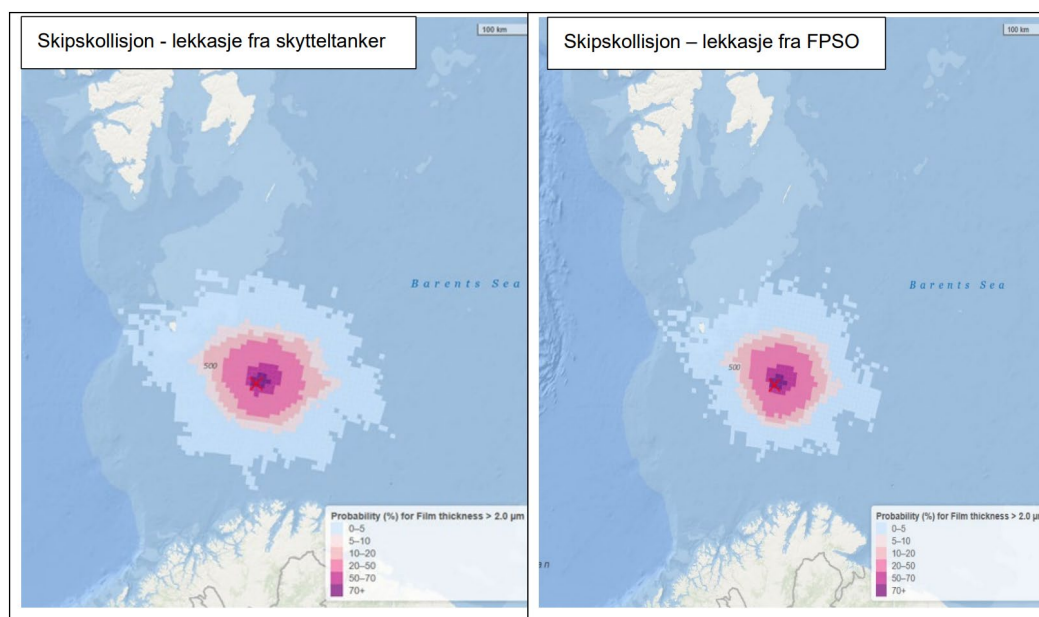 Skipskollisjon - lekkasje fra skytteltanker
100 km
Barents Sea
500
Probability (%) for Film thickness > 2.0 µm
0–5
5–10
10–20
20–50
50–70
70+
Skipskollisjon – lekkasje fra FPSO
100 km
Barents Sea
500
an
Probability (%) for Film thickness > 2.0 µm
0–5
5–10
10–20
20–50
50–70
70+